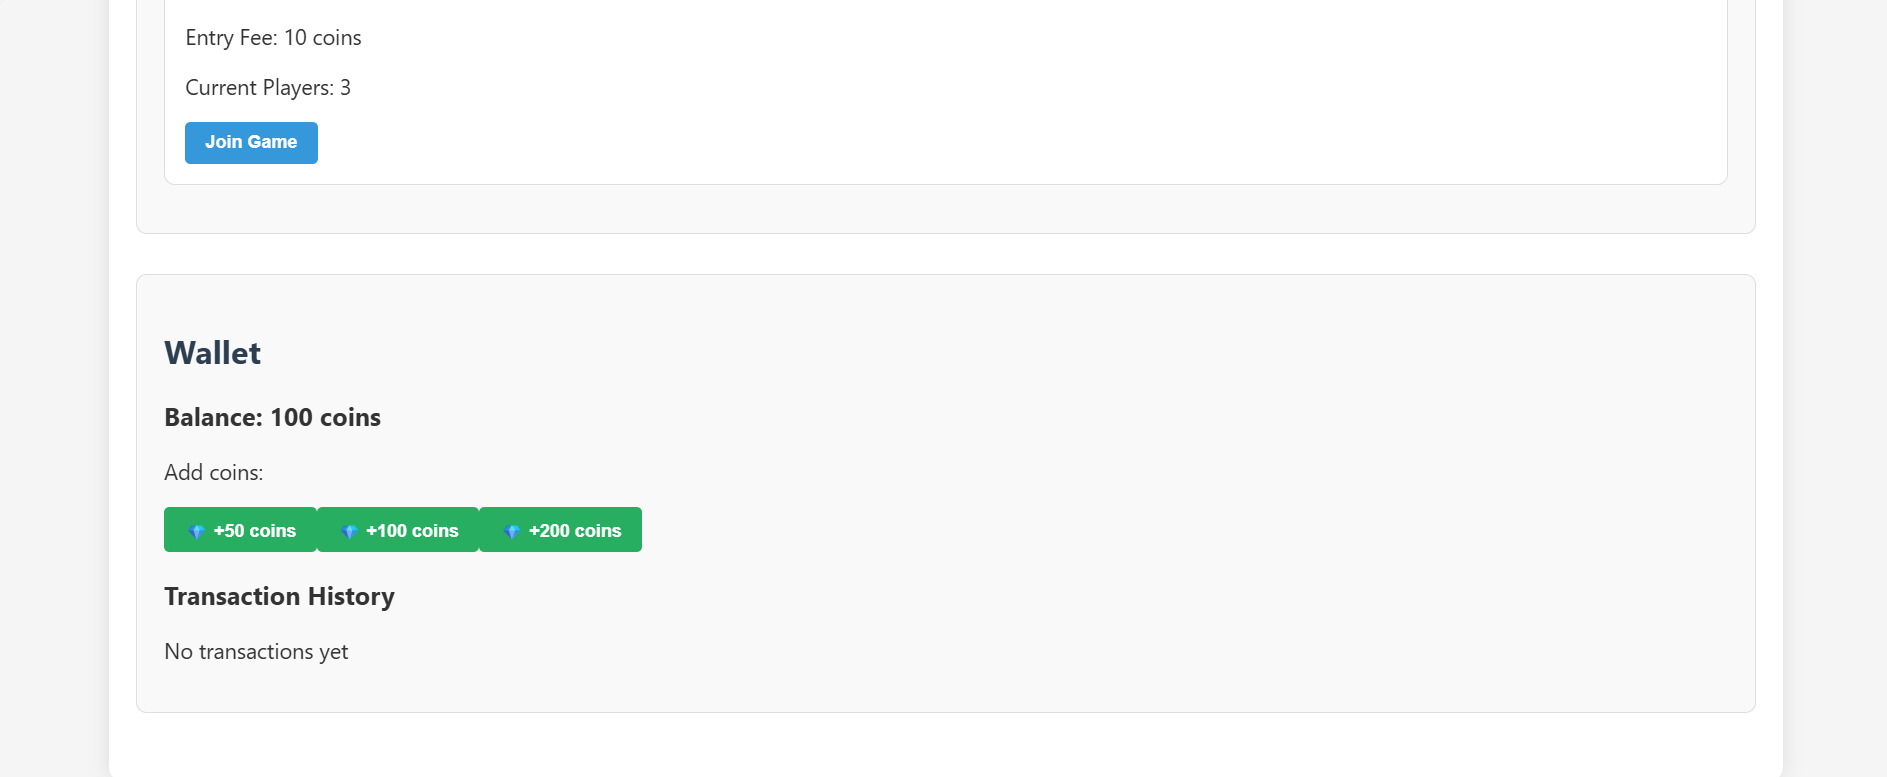 Entry Fee: 10 coins
Current Players: 3
Join Game
Wallet
Balance: 100 coins
Add coins:
💎 +50 coins 💎 +100 coins 💎 +200 coins
Transaction History
No transactions yet